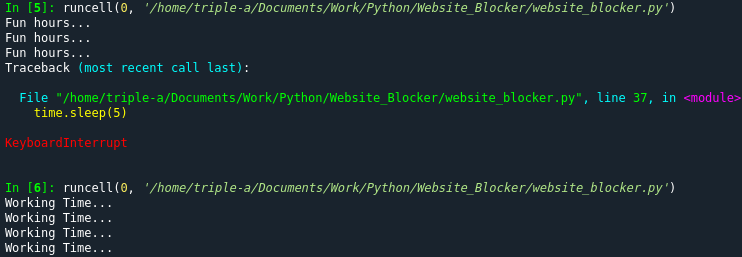 In [5]: runcell(0, '/home/triple-a/Documents/Work/Python/Website_Blocker/website_blocker.py')
Fun hours...
Fun hours...
Fun hours...
Traceback (most recent call last):
File "/home/triple-a/Documents/Work/Python/Website_Blocker/website_blocker.py", line 37, in <module>
time.sleep(5)
KeyboardInterrupt
In [6]: runcell(0, '/home/triple-a/Documents/Work/Python/Website_Blocker/website_blocker.py')
Working Time...
Working Time...
Working Time...
Working Time...